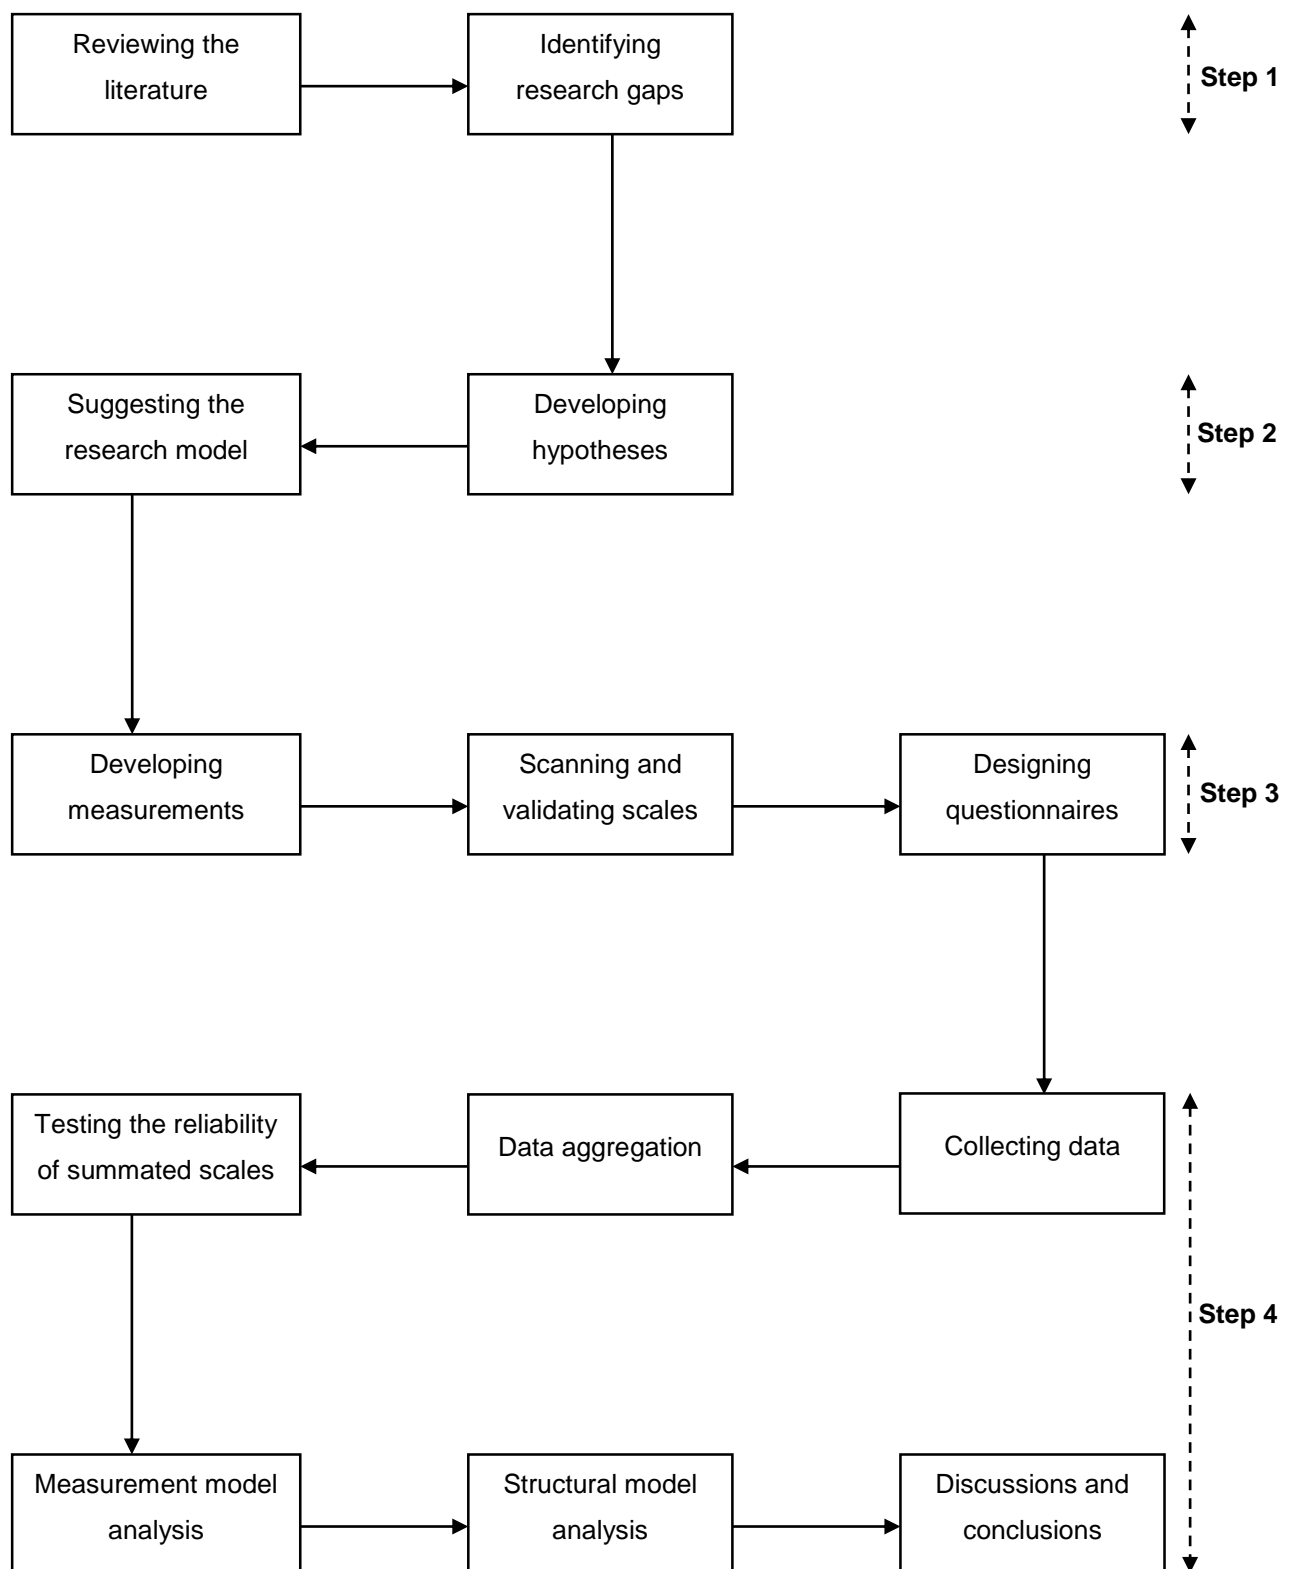 Reviewing the
literature
Identifying
research gaps
Step 1
Suggesting the
research model
Developing
hypotheses
Step 2
Developing
measurements
Scanning and
validating scales
Designing
questionnaires
Step 3
Testing the reliability
of summated scales
Data aggregation
Collecting data
Step 4
Measurement model
analysis
Structural model
analysis
Discussions and
conclusions